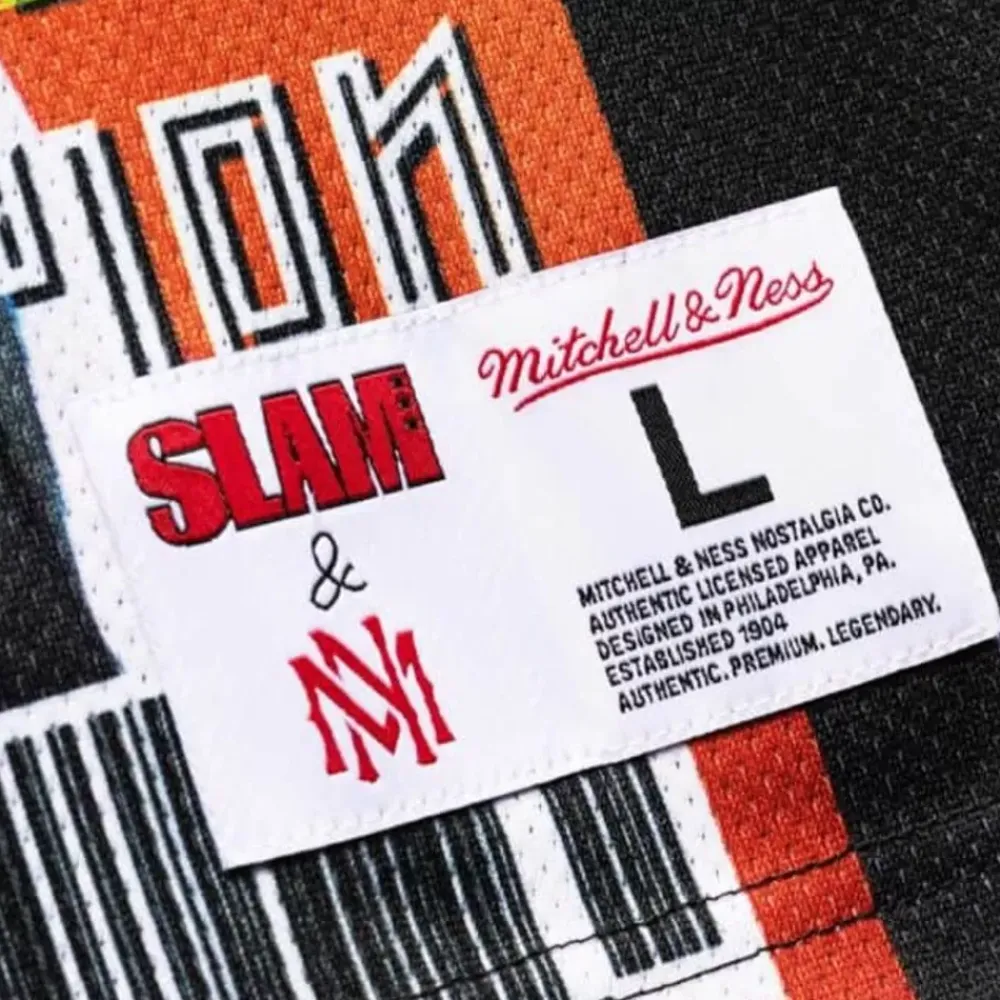 SLAM
&
MN
Mitchell & Ness
L
MITCHELL & NESS NOSTALGIA CO.
AUTHENTIC LICENSED APPAREL
DESIGNED IN PHILADELPHIA, PA.
ESTABLISHED 1904
AUTHENTIC. PREMIUM. LEGENDARY.